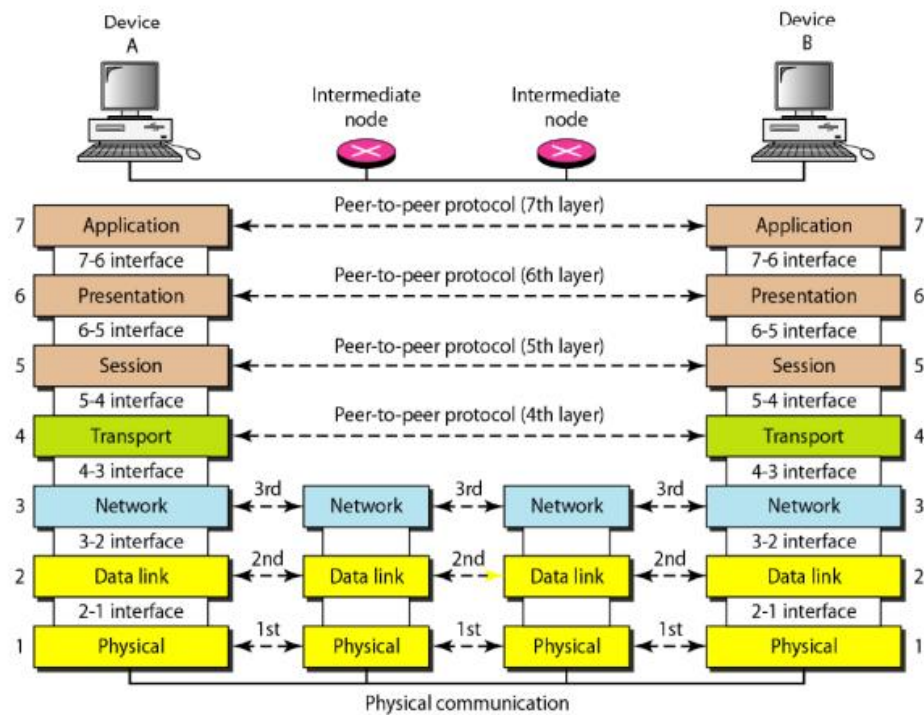 Device
A
Device
B
Intermediate
node
Intermediate
node
Peer-to-peer protocol (7th layer)
7 Application
Application 7
7-6 interface
7-6 interface
Peer-to-peer protocol (6th layer)
6 Presentation
Presentation 6
6-5 interface
6-5 interface
Peer-to-peer protocol (5th layer)
5 Session
Session 5
5-4 interface
5-4 interface
Peer-to-peer protocol (4th layer)
4 Transport
Transport 4
4-3 interface
4-3 interface
3 Network 3rd Network 3rd Network 3rd Network 3
3-2 interface
3-2 interface
2 Data link 2nd Data link 2nd Data link 2nd Data link 2
2-1 interface
2-1 interface
1 Physical 1st Physical 1st Physical 1st Physical 1
Physical communication